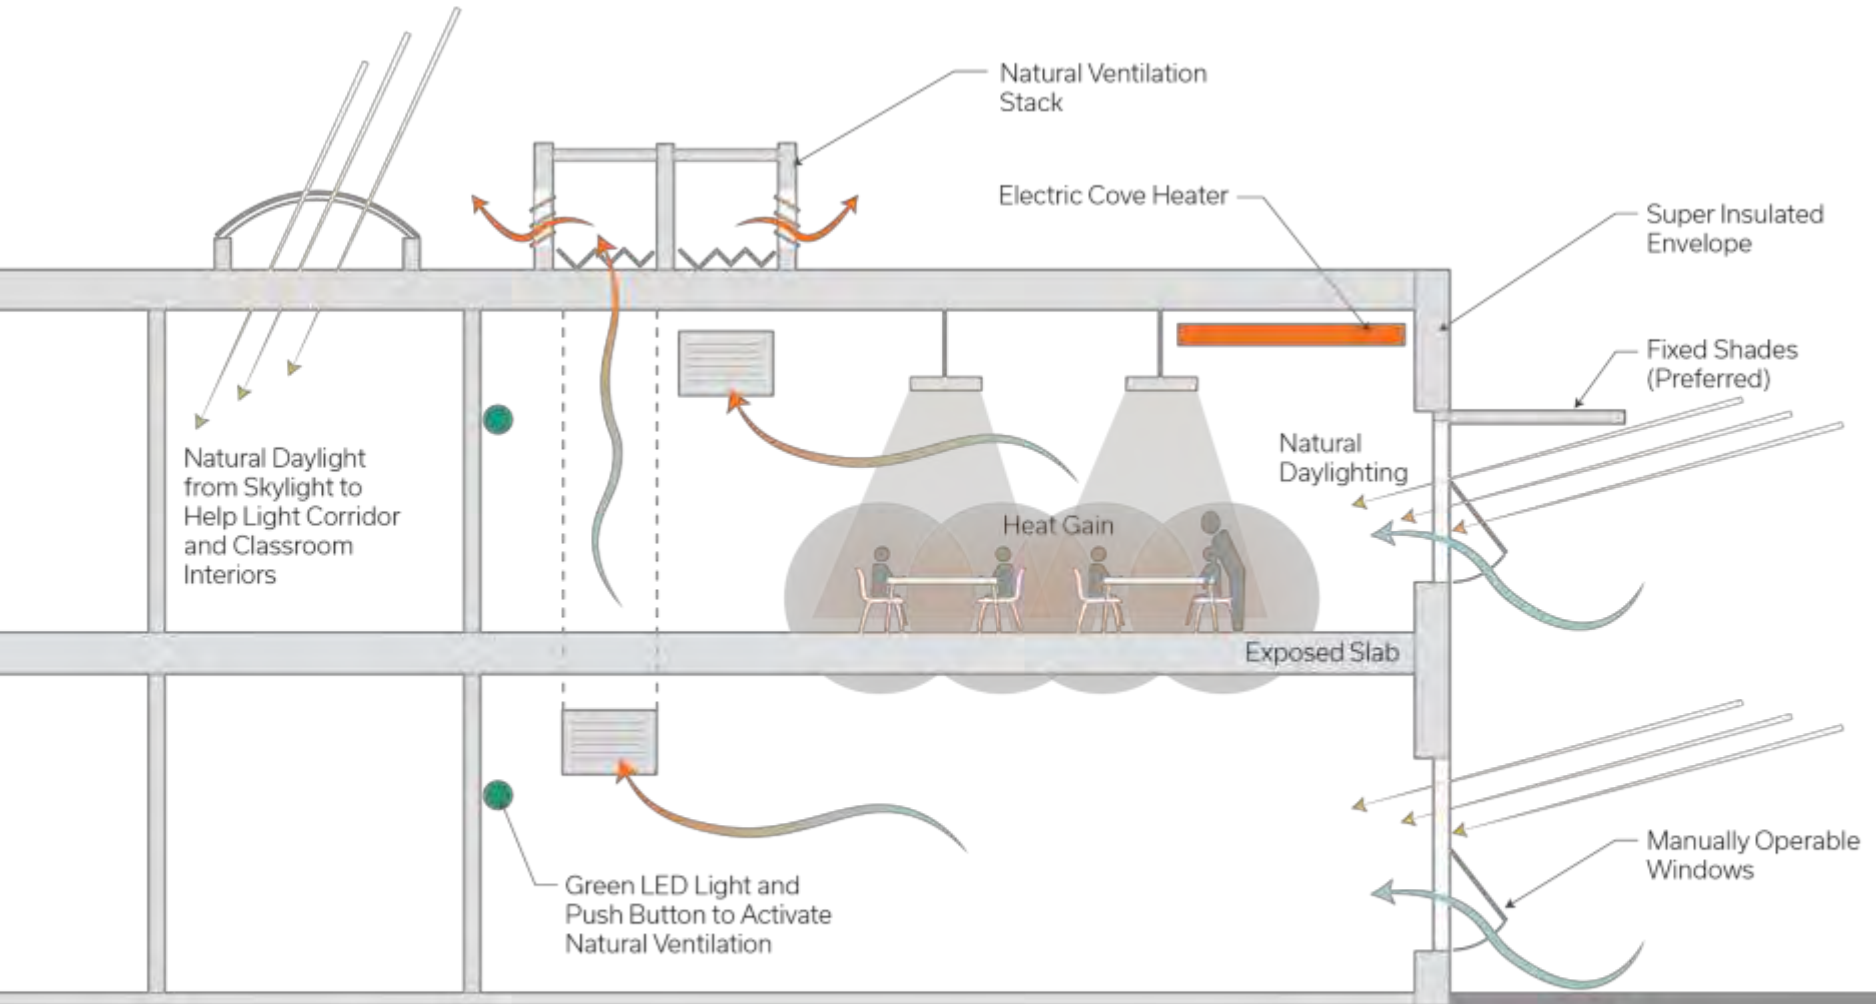 Natural Ventilation
Stack
Electric Cove Heater
Super Insulated
Envelope
Fixed Shades
(Preferred)
Natural Daylight
from Skylight to
Help Light Corridor
and Classroom
Interiors
Natural
Daylighting
Heat Gain
Exposed Slab
Manually Operable
Windows
Green LED Light and
Push Button to Activate
Natural Ventilation